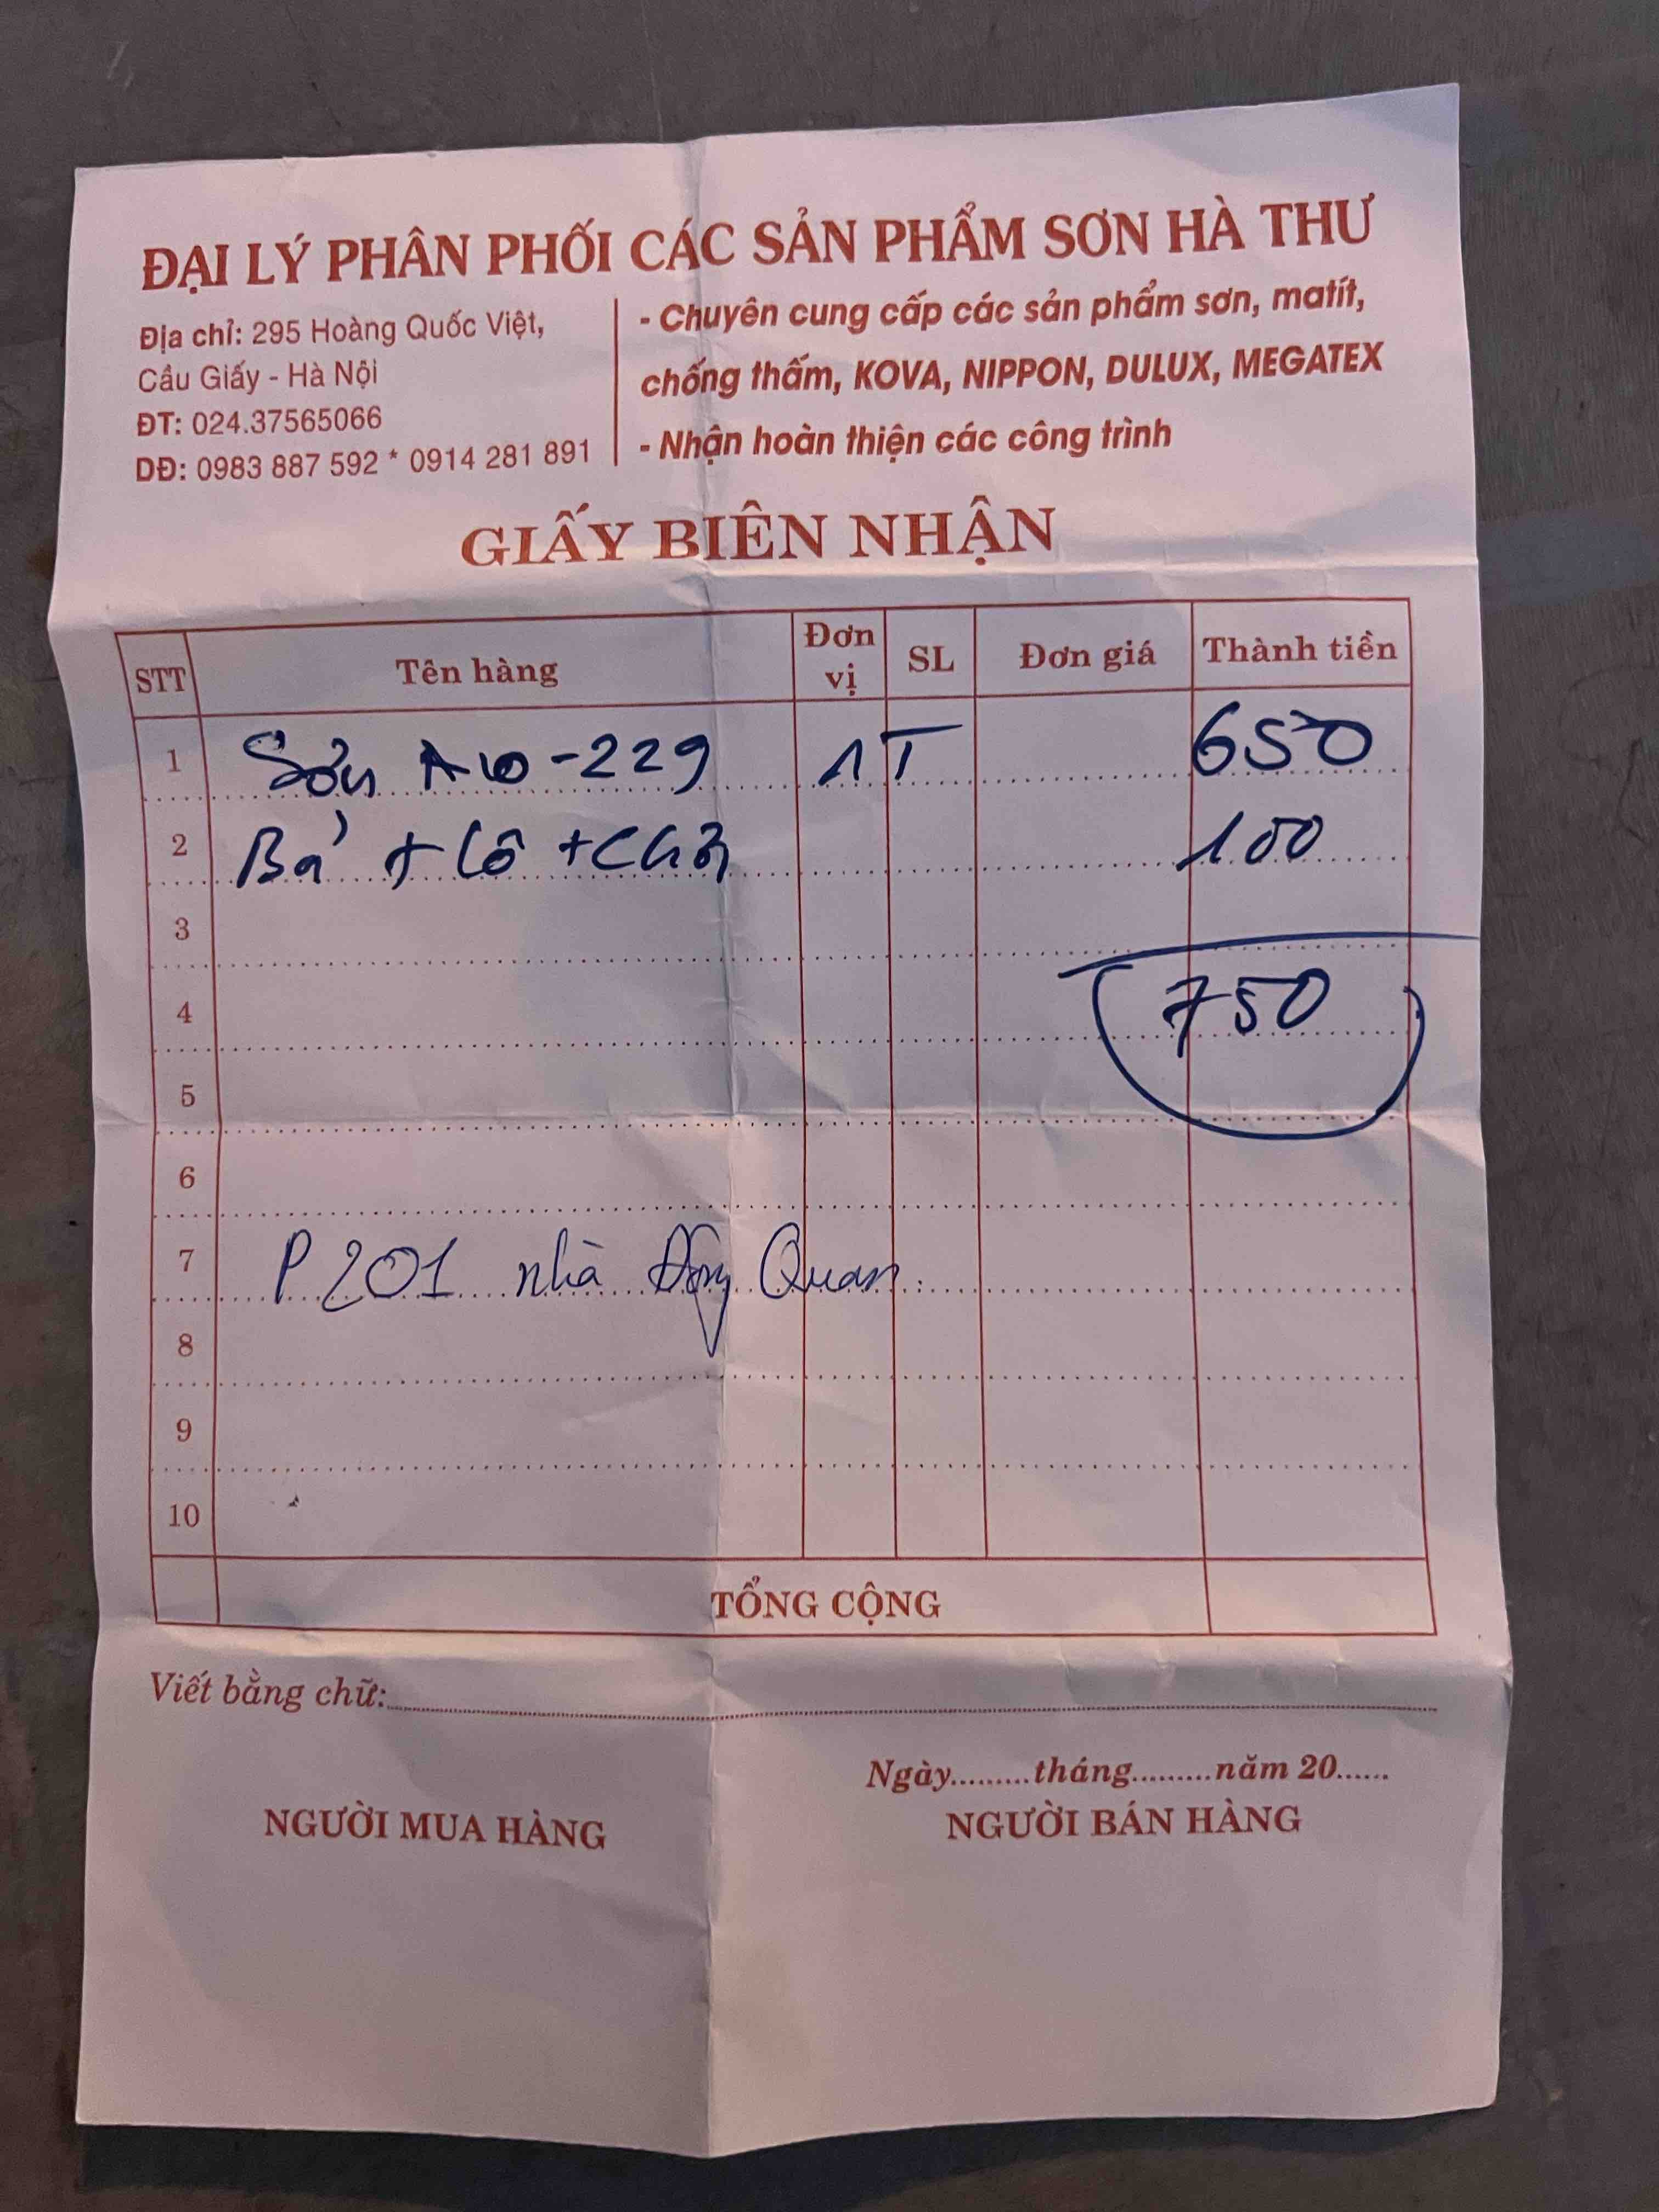 ĐẠI LÝ PHÂN PHỐI CÁC SẢN PHẨM SƠN HÀ THƯ
Địa chỉ: 295 Hoàng Quốc Việt,
Cầu Giấy - Hà Nội
ĐT: 024.37565066
DĐ: 0983 887 592 * 0914 281 891
- Chuyên cung cấp các sản phẩm sơn, matít,
chống thấm, KOVA, NIPPON, DULUX, MEGATEX
- Nhận hoàn thiện các công trình
GIẤY BIÊN NHẬN
STT Tên hàng Đơn vị SL Đơn giá Thành tiền
1 Sơn -229 1T 650
2 Bả + lô + chổi 100
3
4 750
5
6
7 P201 nhà Đông Quan
8
9
10
TỔNG CỘNG
Viết bằng chữ:
Ngày.........tháng.........năm 20......
NGƯỜI MUA HÀNG NGƯỜI BÁN HÀNG